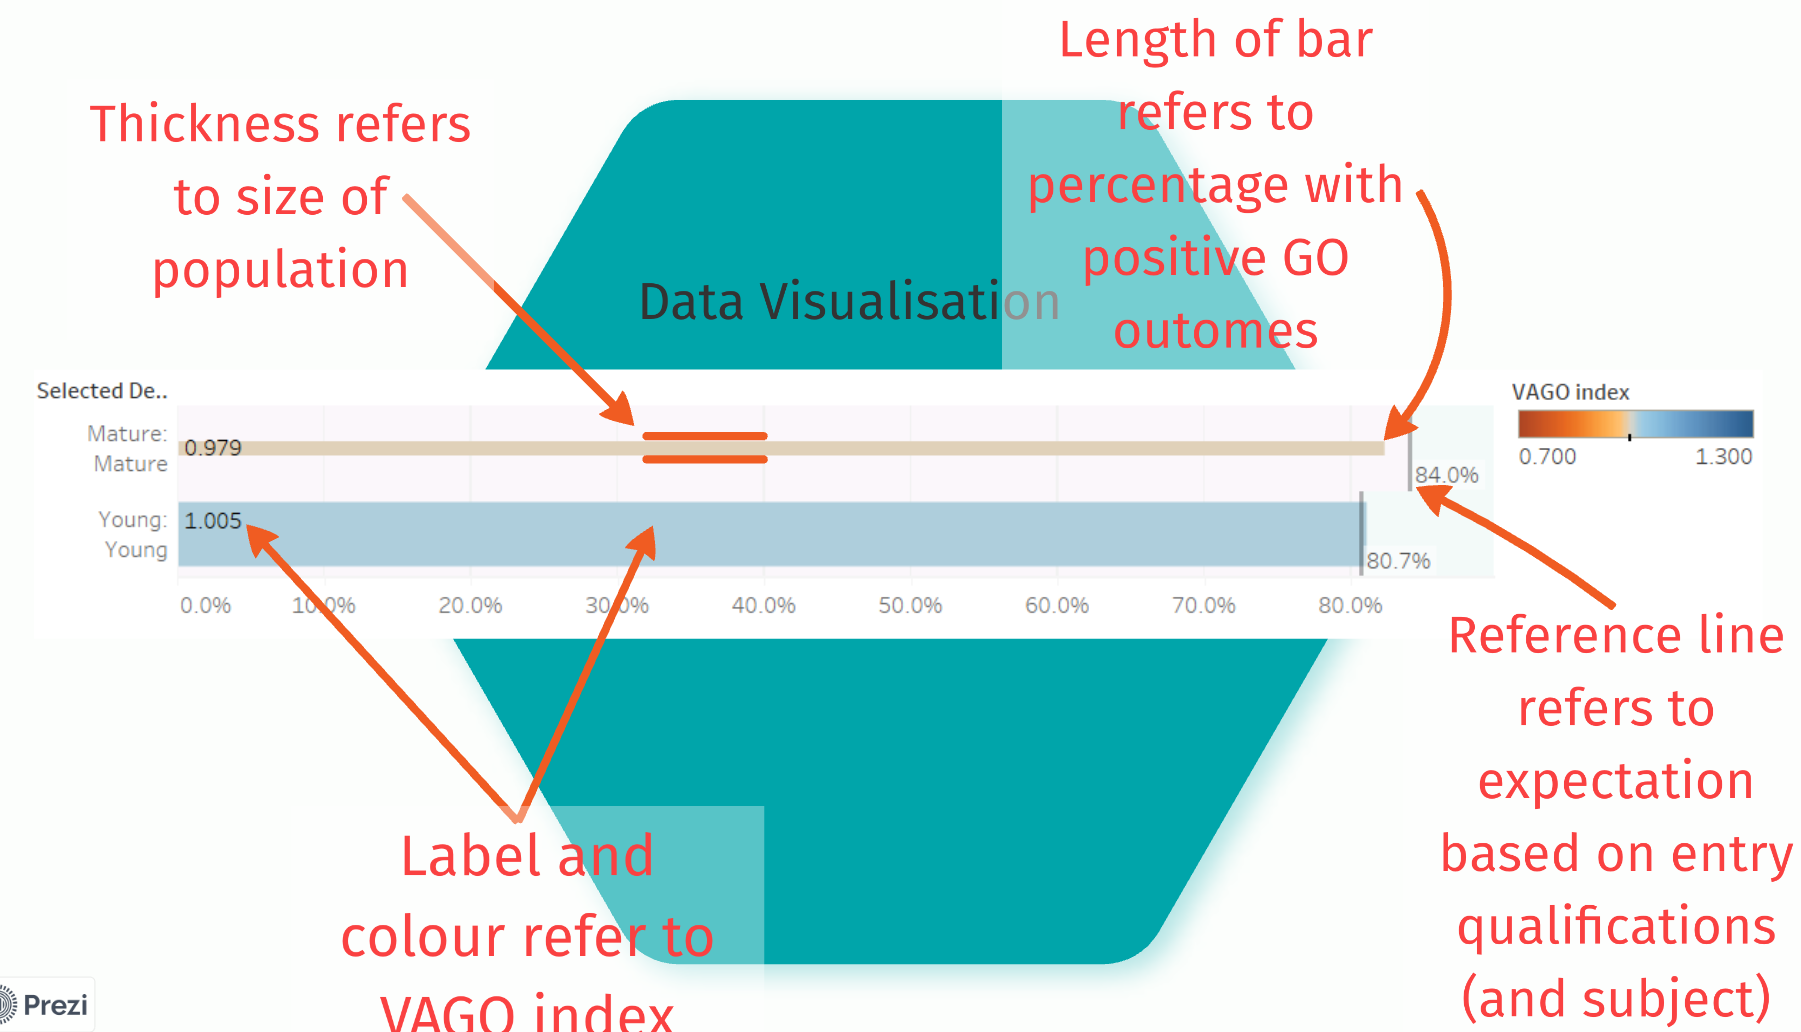 Length of bar
refers to
percentage with
positive GO
outomes
Thickness refers
to size of
population
Data Visualisation
Selected De..
Mature:
Mature
0.979
84.0%
Young:
Young
1.005
80.7%
0.0% 10.0% 20.0% 30.0% 40.0% 50.0% 60.0% 70.0% 80.0%
VAGO index
0.700 1.300
Reference line
refers to
expectation
based on entry
qualifications
(and subject)
Label and
colour refer to
VAGO index
Prezi